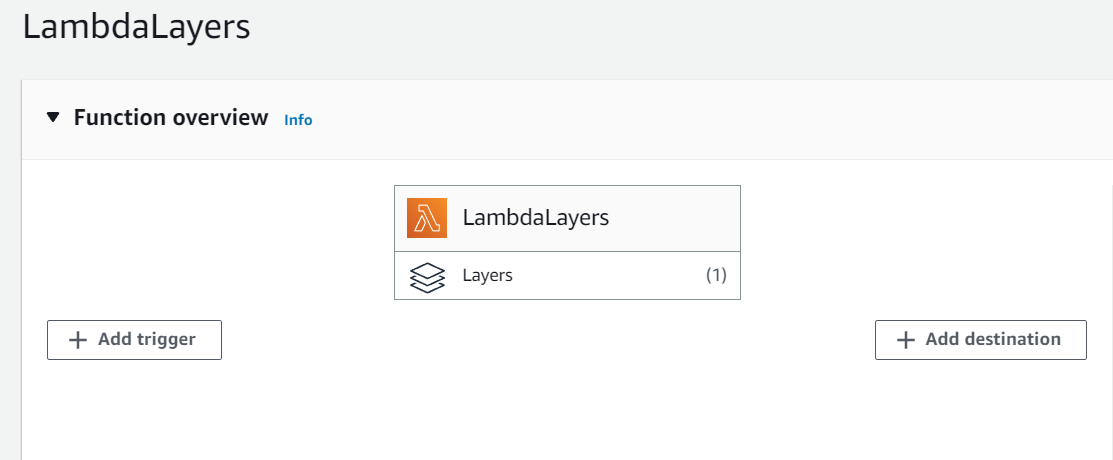 LambdaLayers
Function overview Info
LambdaLayers
Layers (1)
Add trigger
Add destination